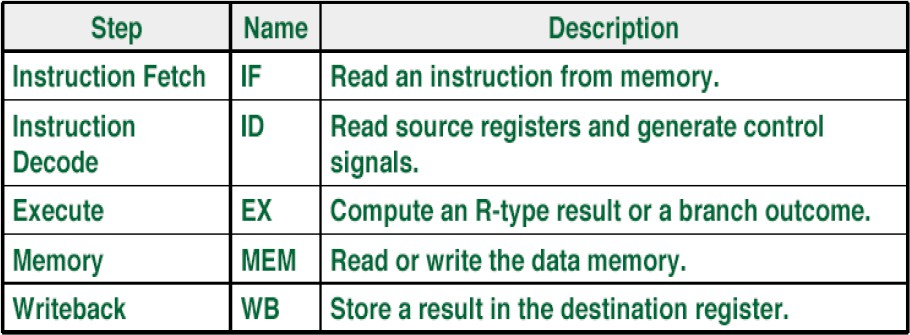 Step Name Description
Instruction Fetch IF Read an instruction from memory.
Instruction ID Read source registers and generate control
Decode signals.
Execute EX Compute an R-type result or a branch outcome.
Memory MEM Read or write the data memory.
Writeback WB Store a result in the destination register.